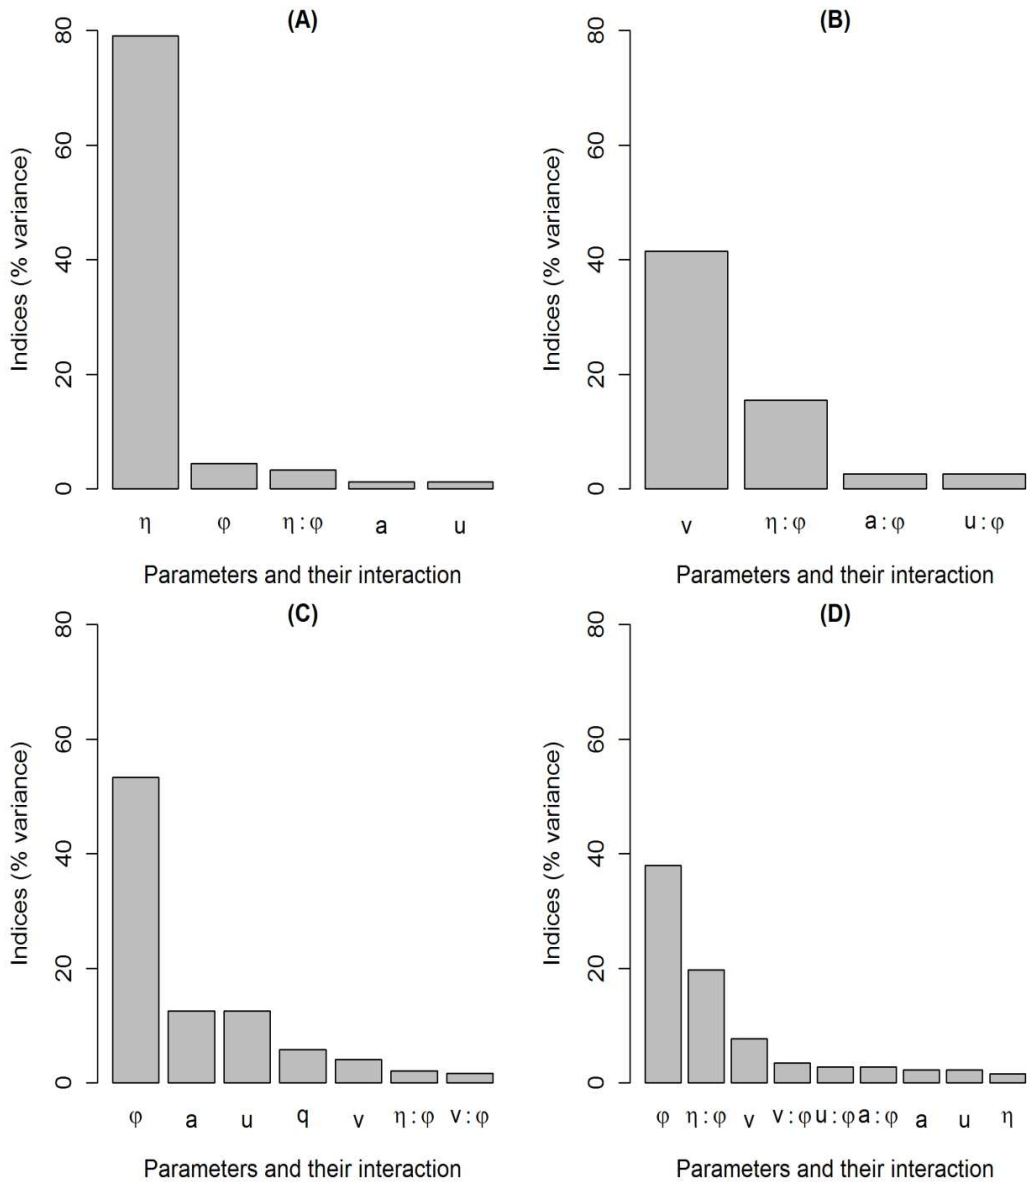 (A)
80
60
40
20
0
Indices (% variance)
η φ η : φ a u
Parameters and their interaction
(B)
80
60
40
20
0
Indices (% variance)
v η : φ a : φ u : φ
Parameters and their interaction
(C)
80
60
40
20
0
Indices (% variance)
φ a u q v η : φ v : φ
Parameters and their interaction
(D)
80
60
40
20
0
Indices (% variance)
φ η : φ v v : φ u : φ a : φ a u η
Parameters and their interaction